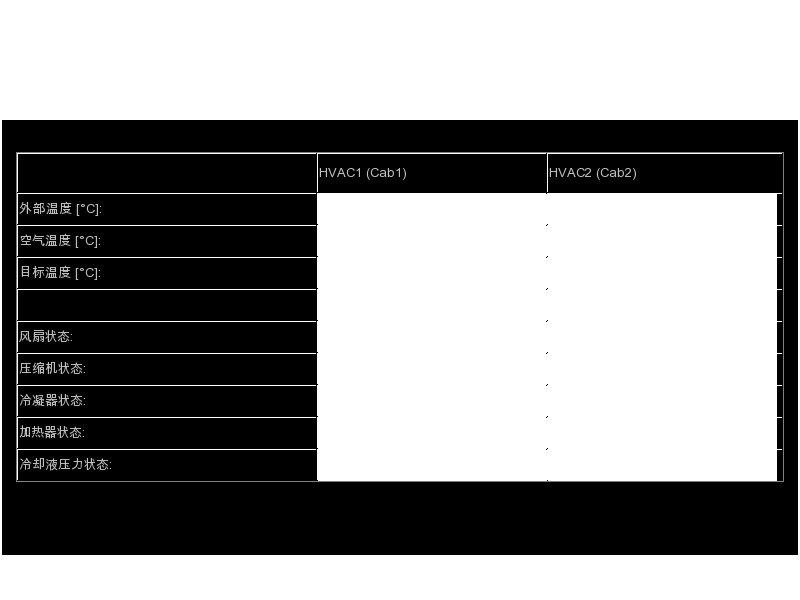 HVAC1 (Cab1) HVAC2 (Cab2)
外部温度 [°C]:
空气温度 [°C]:
目标温度 [°C]:
风扇状态:
压缩机状态:
冷凝器状态:
加热器状态:
冷却液压力状态: